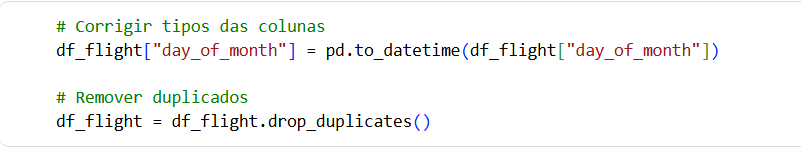 # Corrigir tipos das colunas
df_flight["day_of_month"] = pd.to_datetime(df_flight["day_of_month"])
# Remover duplicados
df_flight = df_flight.drop_duplicates()